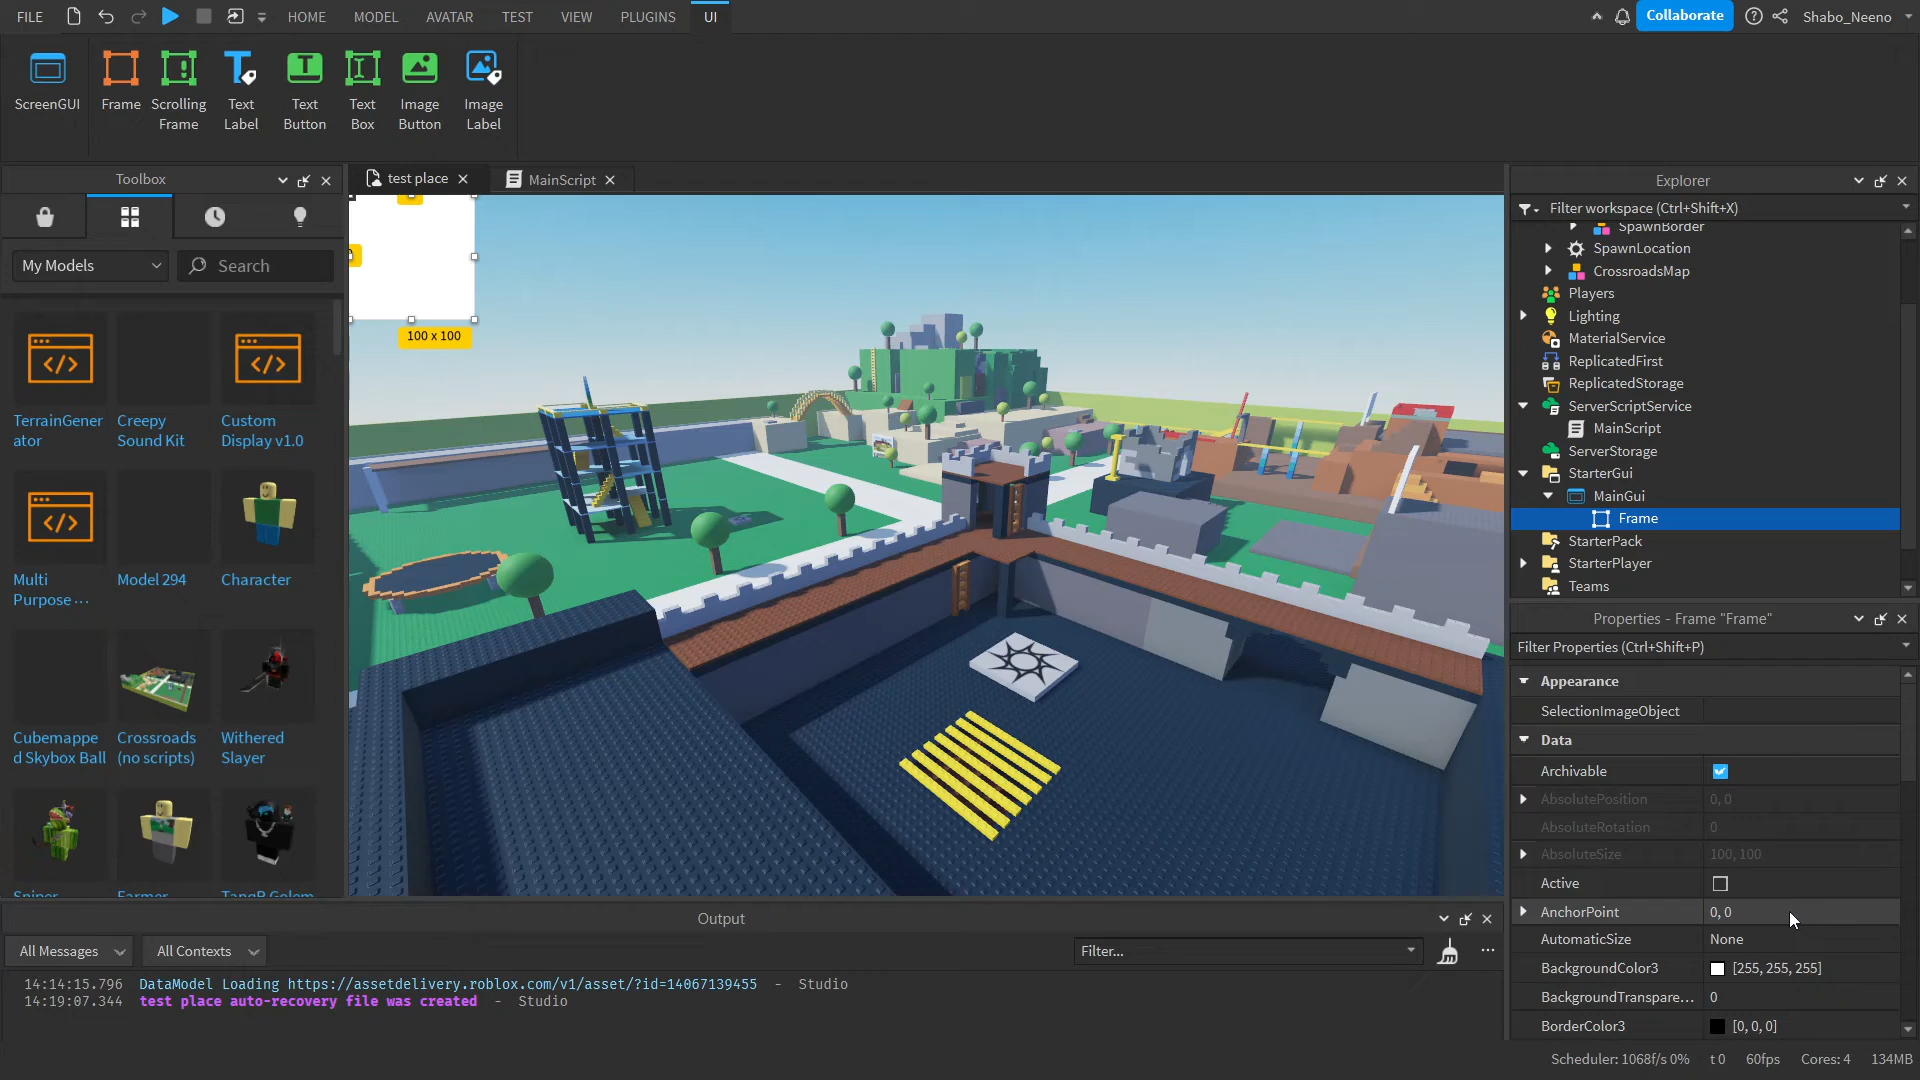 FILE
HOME
MODEL
AVATAR
TEST
VIEW
PLUGINS
UI
Collaborate
Shabo_Neeno
ScreenGUI
Frame
Scrolling
Frame
Text
Label
Text
Button
Text
Box
Image
Button
Image
Label
Toolbox
My Models
Search
TerrainGener
ator
Creepy
Sound Kit
Custom
Display v1.0
Multi
Purpose ...
Model 294
Character
Cubemappe
d Skybox Ball
Crossroads
(no scripts)
Withered
Slayer
Sniper
Farmer
TangR Golem
test place
MainScript
100 x 100
Explorer
Filter workspace (Ctrl+Shift+X)
SpawnBorder
SpawnLocation
CrossroadsMap
Players
Lighting
MaterialService
ReplicatedFirst
ReplicatedStorage
ServerScriptService
MainScript
ServerStorage
StarterGui
MainGui
Frame
StarterPack
StarterPlayer
Teams
Properties - Frame "Frame"
Filter Properties (Ctrl+Shift+P)
Appearance
SelectionImageObject
Data
Archivable
AbsolutePosition 0, 0
AbsoluteRotation 0
AbsoluteSize 100, 100
Active
AnchorPoint 0, 0
AutomaticSize None
BackgroundColor3 [255, 255, 255]
BackgroundTranspare... 0
BorderColor3 [0, 0, 0]
Output
All Messages
All Contexts
Filter...
14:14:15.796 DataModel Loading https://assetdelivery.roblox.com/v1/asset/?id=14067139455 - Studio
14:19:07.344 test place auto-recovery file was created - Studio
Scheduler: 1068f/s 0% t 0 60fps Cores: 4 134MB